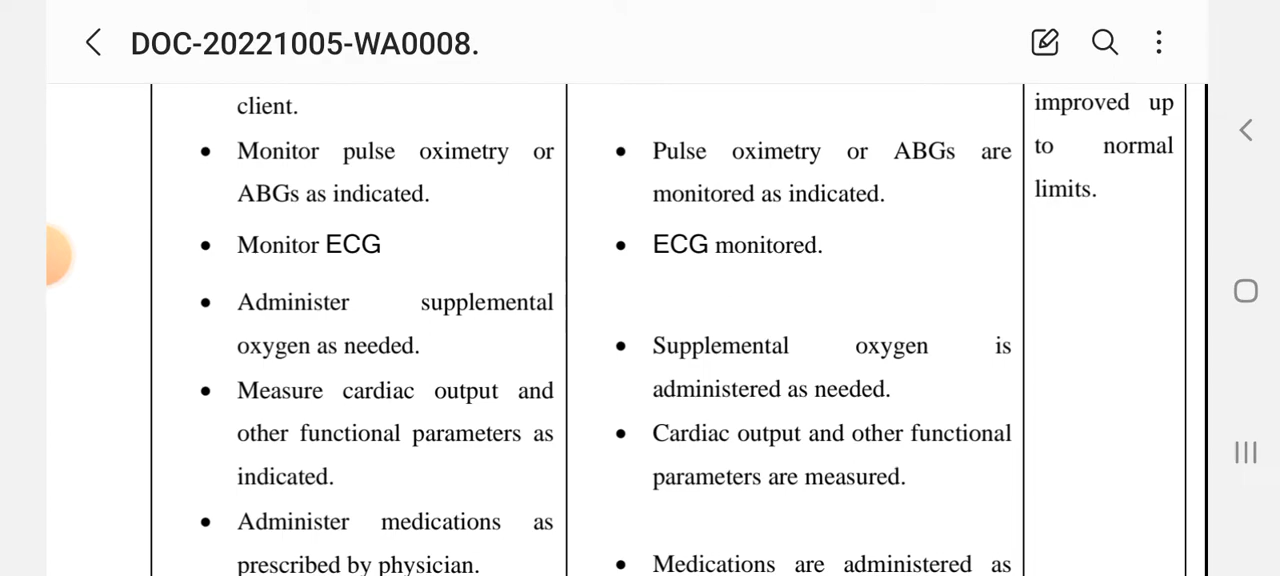 DOC-20221005-WA0008.
client.
• Monitor pulse oximetry or
ABGs as indicated.
• Monitor ECG
• Administer supplemental
oxygen as needed.
• Measure cardiac output and
other functional parameters as
indicated.
• Administer medications as
prescribed by physician.
• Pulse oximetry or ABGs are
monitored as indicated.
• ECG monitored.
• Supplemental oxygen is
administered as needed.
• Cardiac output and other functional
parameters are measured.
• Medications are administered as
improved up
to normal
limits.